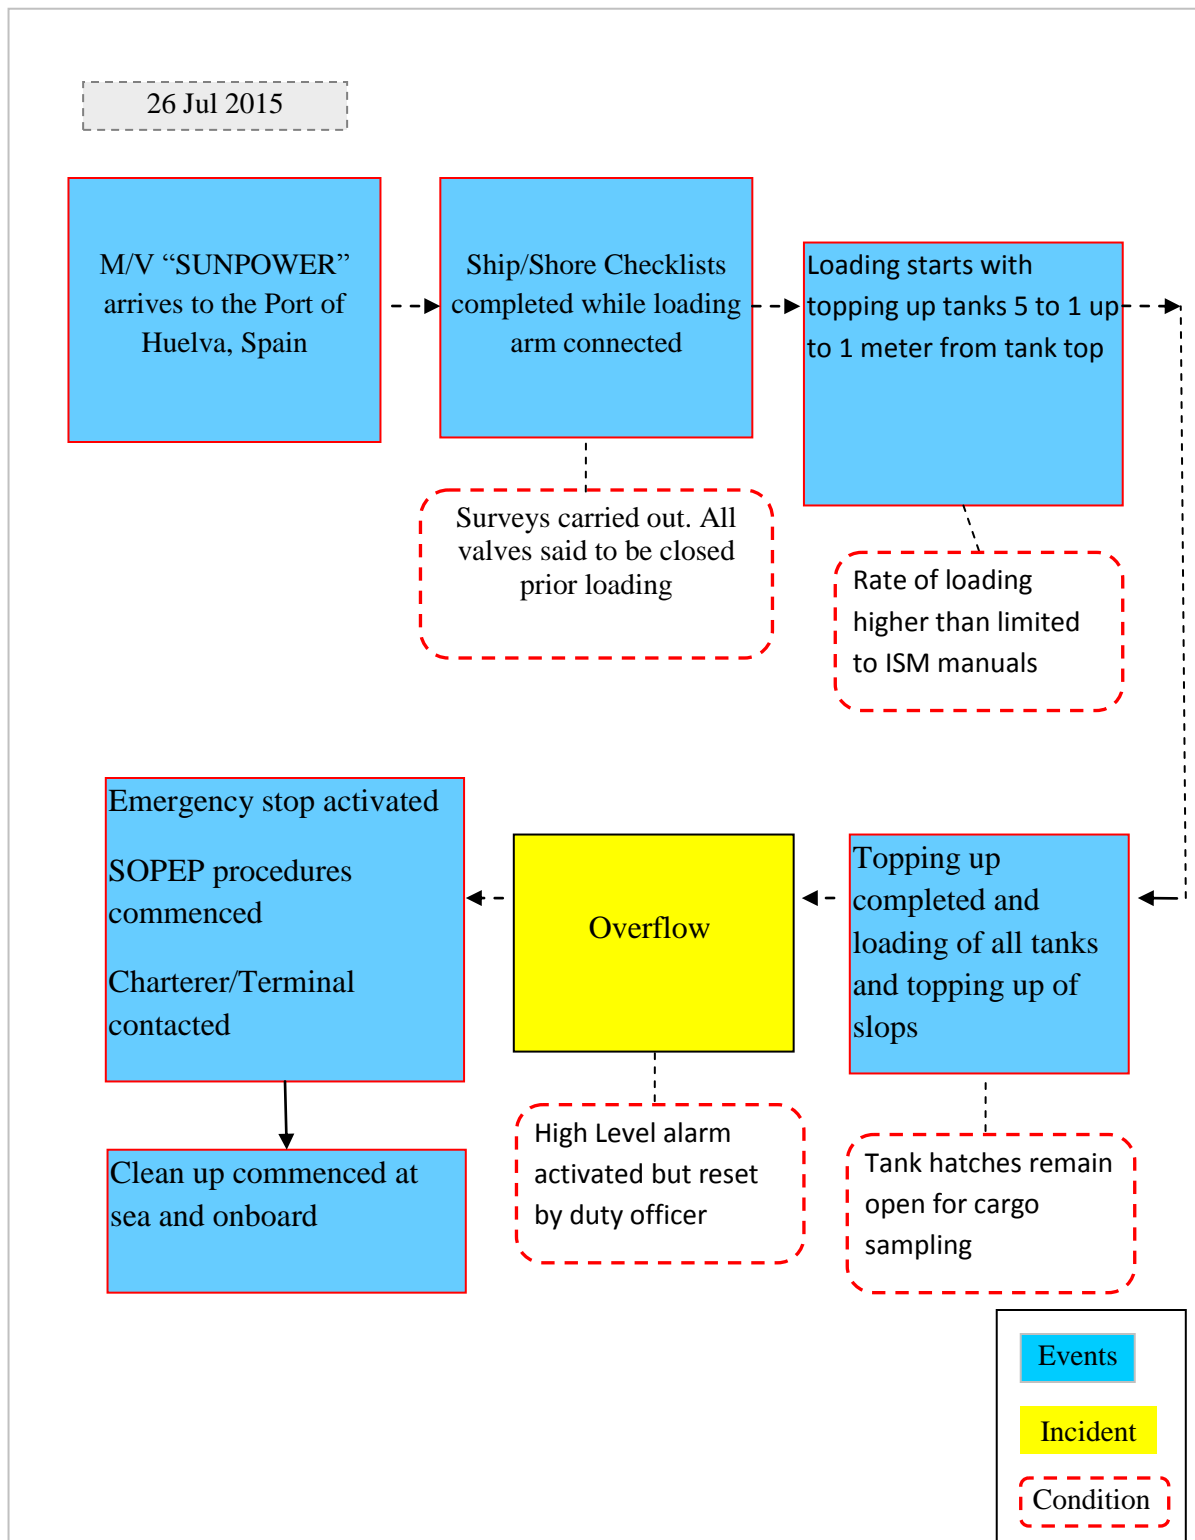 26 Jul 2015
M/V “SUNPOWER”
arrives to the Port of
Huelva, Spain
Ship/Shore Checklists
completed while loading
arm connected
Loading starts with
topping up tanks 5 to 1 up
to 1 meter from tank top
Surveys carried out. All
valves said to be closed
prior loading
Rate of loading
higher than limited
to ISM manuals
Emergency stop activated
SOPEP procedures
commenced
Charterer/Terminal
contacted
Overflow
Topping up
completed and
loading of all tanks
and topping up of
slops
High Level alarm
activated but reset
by duty officer
Tank hatches remain
open for cargo
sampling
Clean up commenced at
sea and onboard
Events
Incident
Condition